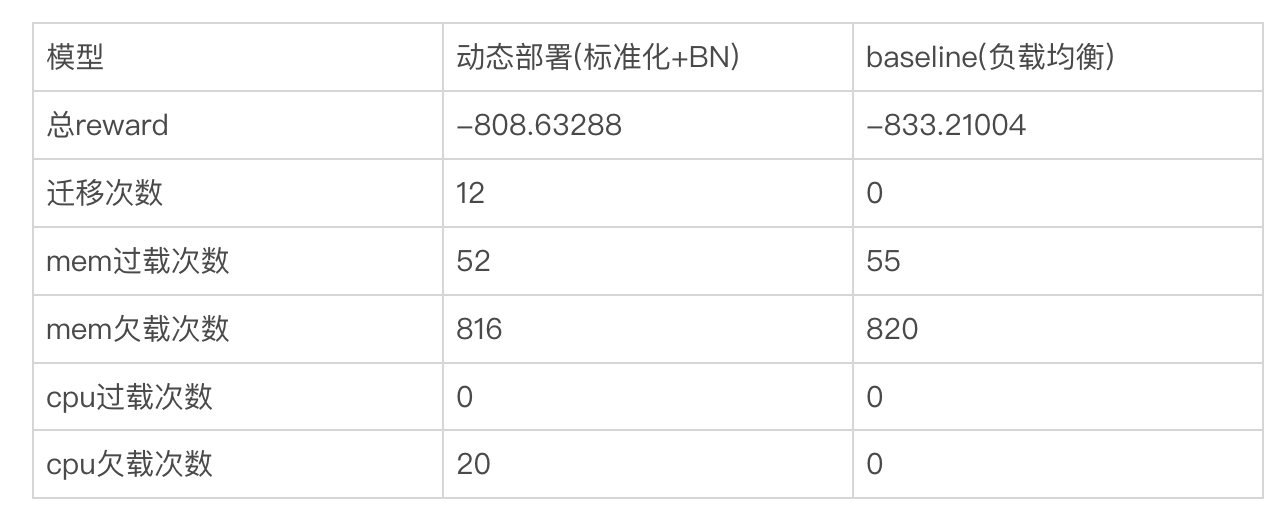 模型 动态部署(标准化+BN) baseline(负载均衡)
总reward -808.63288 -833.21004
迁移次数 12 0
mem过载次数 52 55
mem欠载次数 816 820
cpu过载次数 0 0
cpu欠载次数 20 0